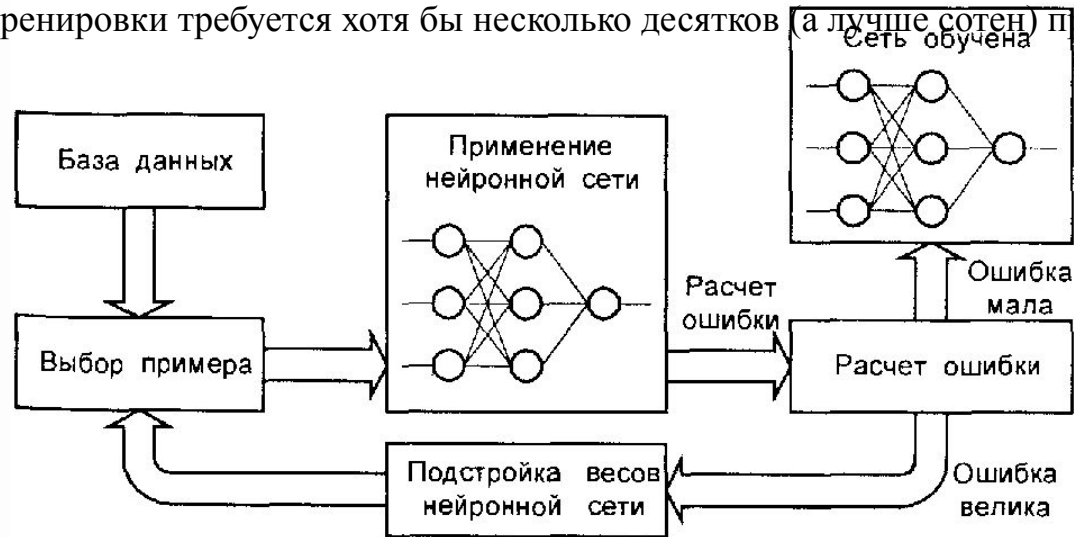 ренировки требуется хотя бы несколько десятков (а лучше сотен) п
Сеть обучена
База данных
Применение
нейронной сети
Расчет
ошибки
Ошибка
мала
Выбор примера
Расчет ошибки
Подстройка весов
нейронной сети
Ошибка
велика